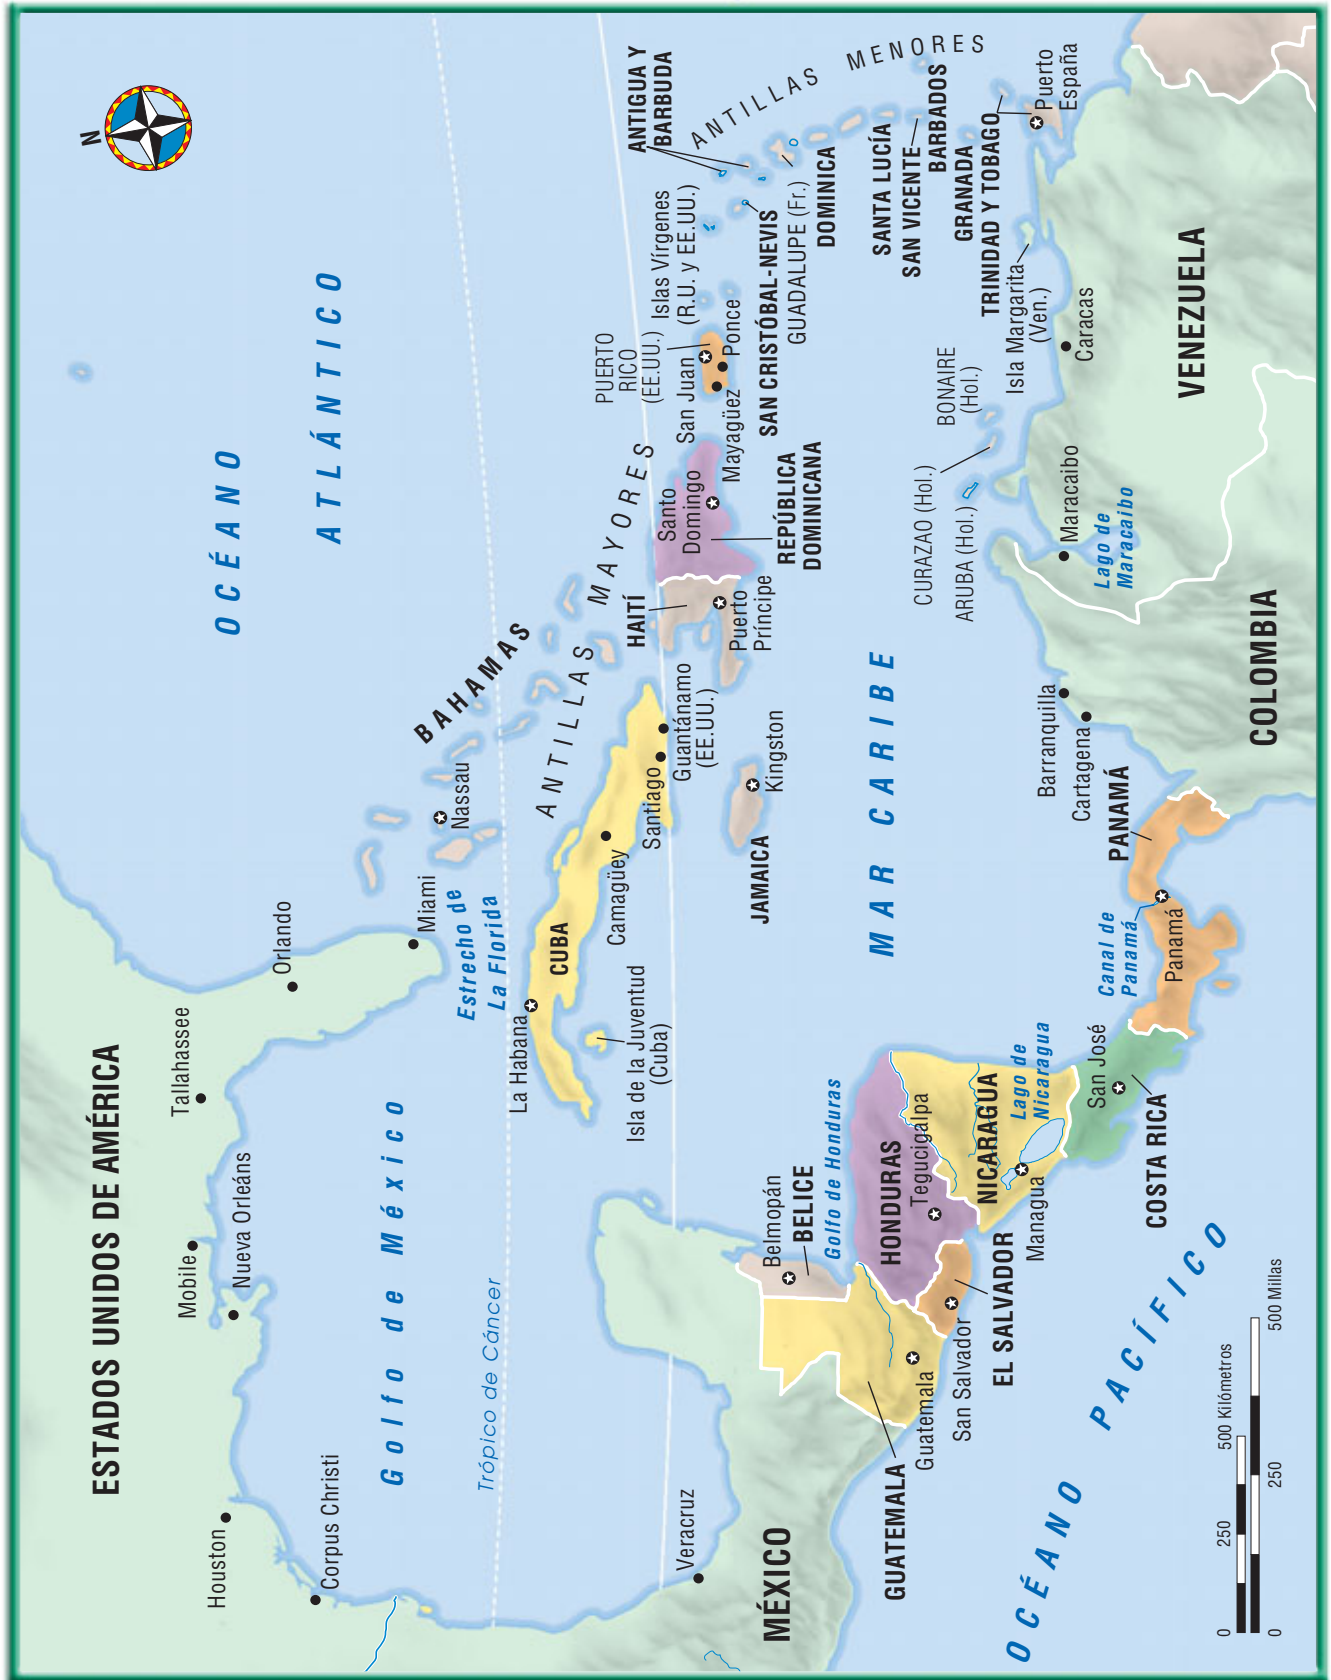 N
ESTADOS UNIDOS DE AMÉRICA
Houston
Corpus Christi
Mobile
Nueva Orleáns
Tallahassee
Orlando
Miami
OCÉANO
ATLÁNTICO
Golfo de México
Estrecho de
La Florida
Trópico de Cáncer
BAHAMAS
Nassau
La Habana
CUBA
Camagüey
Santiago
Guantánamo
(EE.UU.)
Isla de la Juventud
(Cuba)
ANTILLAS MAYORES
JAMAICA
Kingston
HAITÍ
Puerto
Príncipe
Santo
Domingo
REPÚBLICA
DOMINICANA
PUERTO
RICO
(EE.UU.)
San Juan
Mayagüez
Ponce
Islas Vírgenes
(R.U. y EE.UU.)
ANTIGUA Y
BARBUDA
ANTILLAS MENORES
SAN CRISTÓBAL-NEVIS
GUADALUPE (Fr.)
DOMINICA
SANTA LUCÍA
SAN VICENTE
BARBADOS
GRANADA
TRINIDAD Y TOBAGO
Puerto
España
Isla Margarita
(Ven.)
BONAIRE
(Hol.)
CURAZAO (Hol.)
ARUBA (Hol.)
MAR CARIBE
MÉXICO
Veracruz
Belmopán
BELICE
Golfo de Honduras
GUATEMALA
Guatemala
HONDURAS
Tegucigalpa
San Salvador
EL SALVADOR
NICARAGUA
Managua
Lago de
Nicaragua
San José
COSTA RICA
Canal de
Panamá
PANAMÁ
Panamá
Barranquilla
Cartagena
COLOMBIA
Maracaibo
Lago de
Maracaibo
Caracas
VENEZUELA
OCÉANO PACÍFICO
0 250 500 Kilómetros
0 250 500 Millas